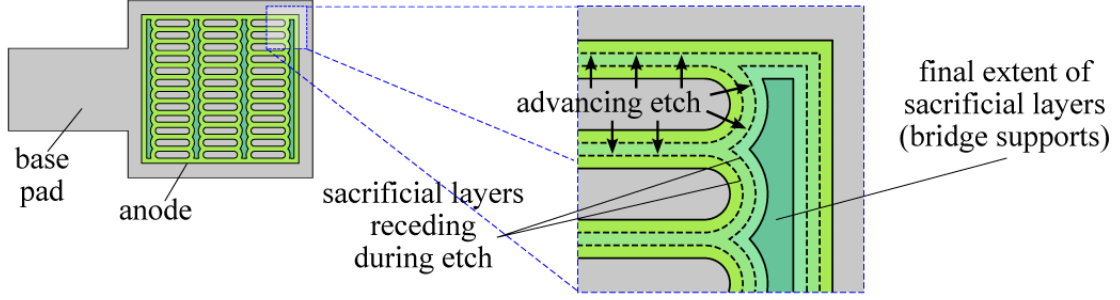 base
pad
anode
sacrificial layers
receding
during etch
advancing etch
final extent of
sacrificial layers
(bridge supports)